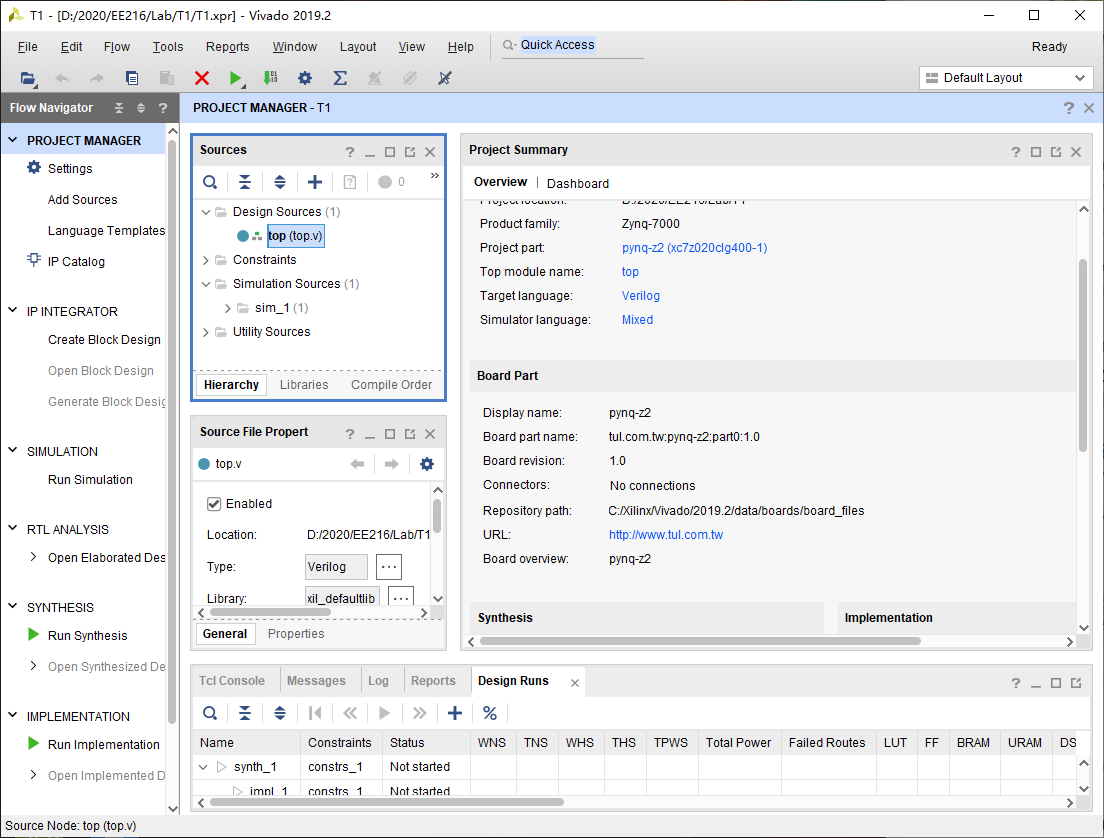 T1 - [D:/2020/EE216/Lab/T1/T1.xpr] - Vivado 2019.2
File Edit Flow Tools Reports Window Layout View Help Quick Access Ready
Default Layout
Flow Navigator
PROJECT MANAGER
Settings
Add Sources
Language Templates
IP Catalog
IP INTEGRATOR
Create Block Design
Open Block Design
Generate Block Desig
SIMULATION
Run Simulation
RTL ANALYSIS
Open Elaborated Des
SYNTHESIS
Run Synthesis
Open Synthesized De
IMPLEMENTATION
Run Implementation
Open Implemented D
PROJECT MANAGER - T1
Sources
0
Design Sources (1)
top (top.v)
Constraints
Simulation Sources (1)
sim_1 (1)
Utility Sources
Hierarchy Libraries Compile Order
Source File Propert
top.v
Enabled
Location: D:/2020/EE216/Lab/T1
Type: Verilog
Library: xil_defaultlib
General Properties
Project Summary
Overview | Dashboard
Project location: D:/2020/EE216/Lab/T1
Product family: Zynq-7000
Project part: pynq-z2 (xc7z020clg400-1)
Top module name: top
Target language: Verilog
Simulator language: Mixed
Board Part
Display name: pynq-z2
Board part name: tul.com.tw:pynq-z2:part0:1.0
Board revision: 1.0
Connectors: No connections
Repository path: C:/Xilinx/Vivado/2019.2/data/boards/board_files
URL: http://www.tul.com.tw
Board overview: pynq-z2
Synthesis Implementation
Tcl Console Messages Log Reports Design Runs
Name Constraints Status WNS TNS WHS THS TPWS Total Power Failed Routes LUT FF BRAM URAM DS
synth_1 constrs_1 Not started
impl_1 constrs_1 Not started
Source Node: top (top.v)